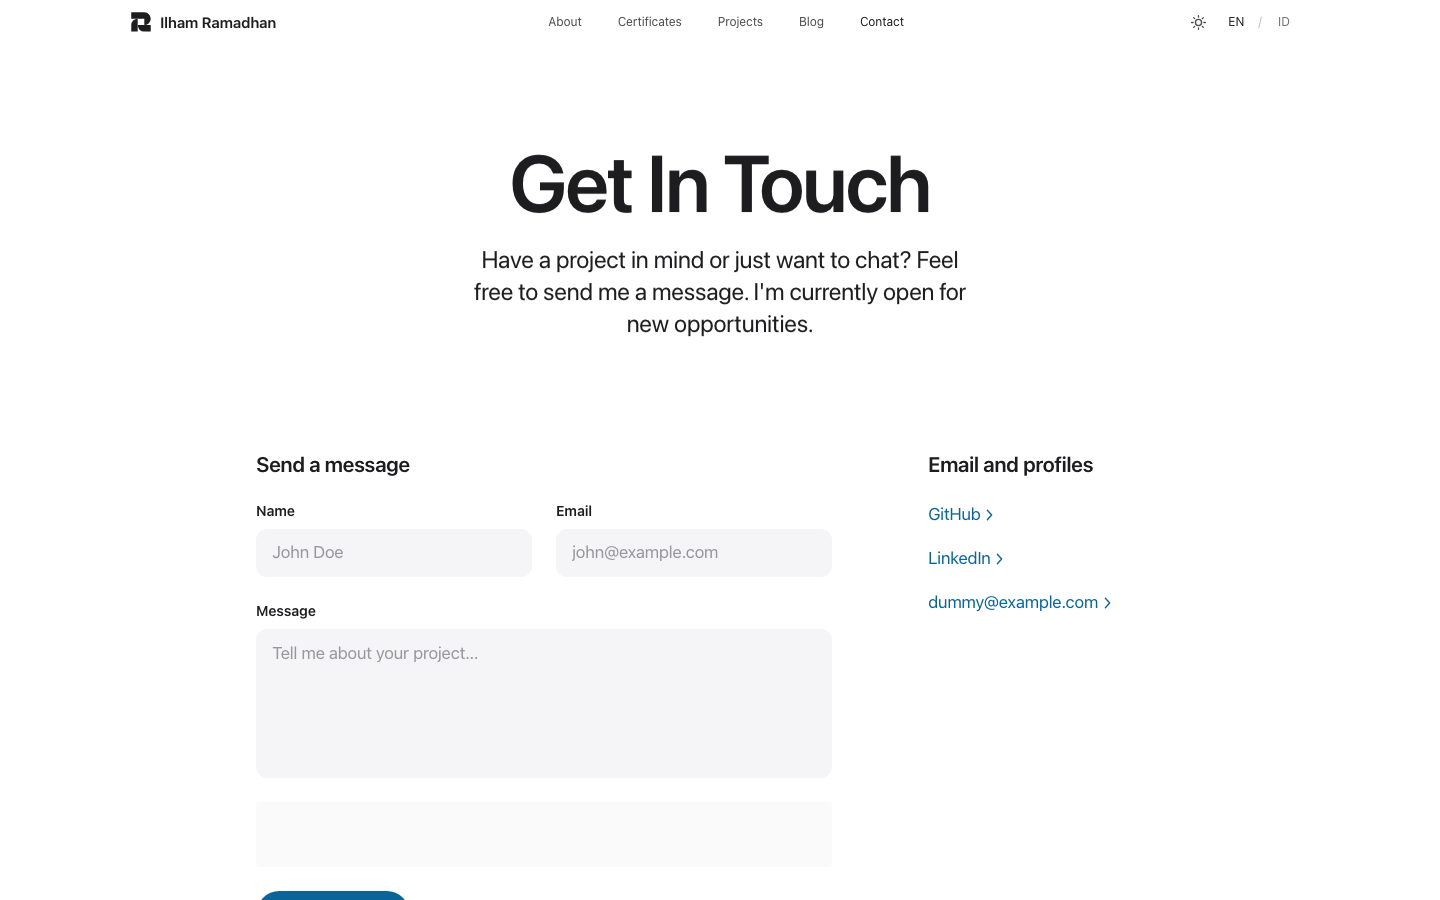 Ilham Ramadhan
About
Certificates
Projects
Blog
Contact
EN / ID
Get In Touch
Have a project in mind or just want to chat? Feel
free to send me a message. I'm currently open for
new opportunities.
Send a message
Name
John Doe
Email
john@example.com
Message
Tell me about your project...
Email and profiles
GitHub
LinkedIn
dummy@example.com